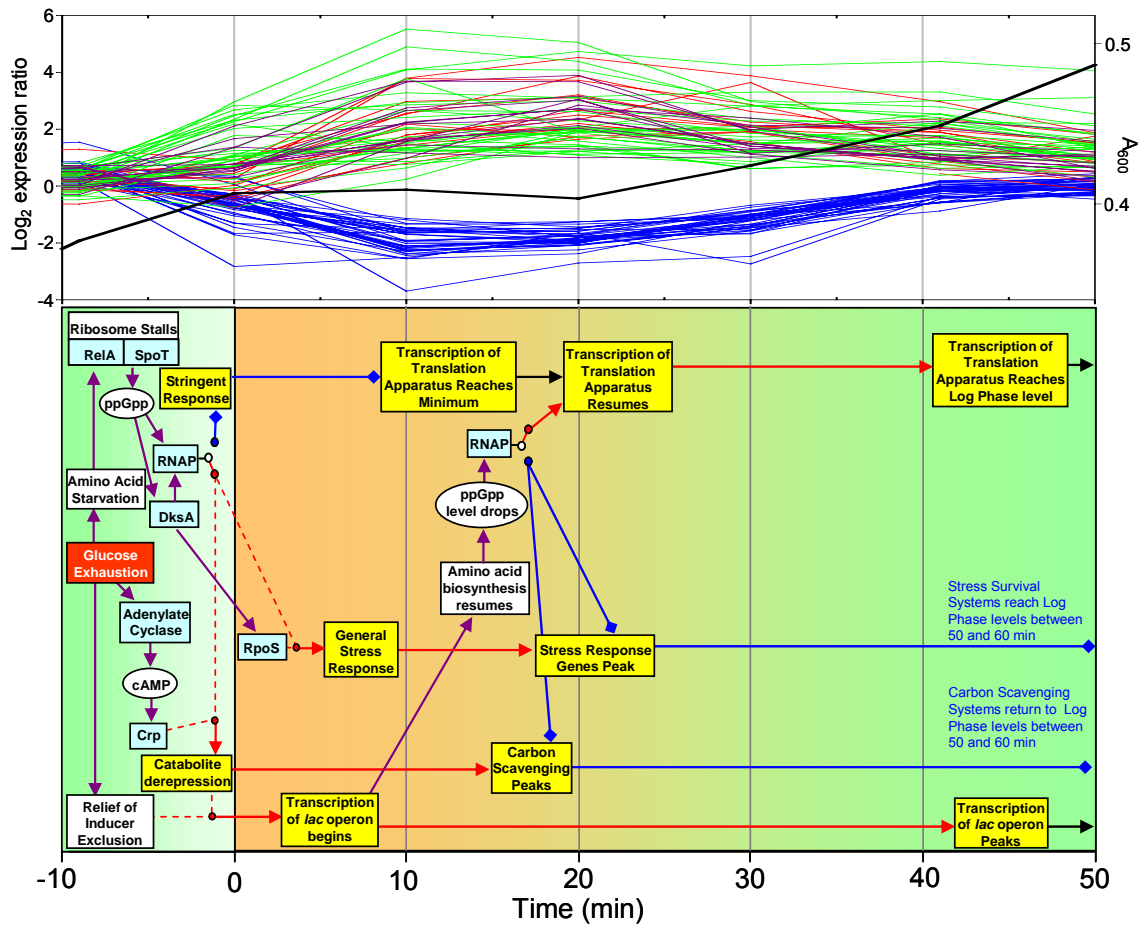 6
4
2
0
-2
-4
Log2 expression ratio
0.5
0.4
A600
Ribosome Stalls
RelA
SpoT
ppGpp
RNAP
DksA
Amino Acid
Starvation
Glucose
Exhaustion
Adenylate
Cyclase
cAMP
Crp
Relief of
Inducer
Exclusion
Stringent
Response
Catabolite
derepression
RpoS
General
Stress
Response
Transcription
of lac operon
begins
Transcription of
Translation
Apparatus Reaches
Minimum
Transcription of
Translation
Apparatus
Resumes
RNAP
ppGpp
level drops
Amino acid
biosynthesis
resumes
Stress Response
Genes Peak
Carbon
Scavenging
Peaks
Transcription of
Translation
Apparatus Reaches
Log Phase level
Stress Survival
Systems reach Log
Phase levels between
50 and 60 min
Carbon Scavenging
Systems return to Log
Phase levels between
50 and 60 min
Transcription
of lac operon
Peaks
-10
0
10
20
30
40
50
Time (min)